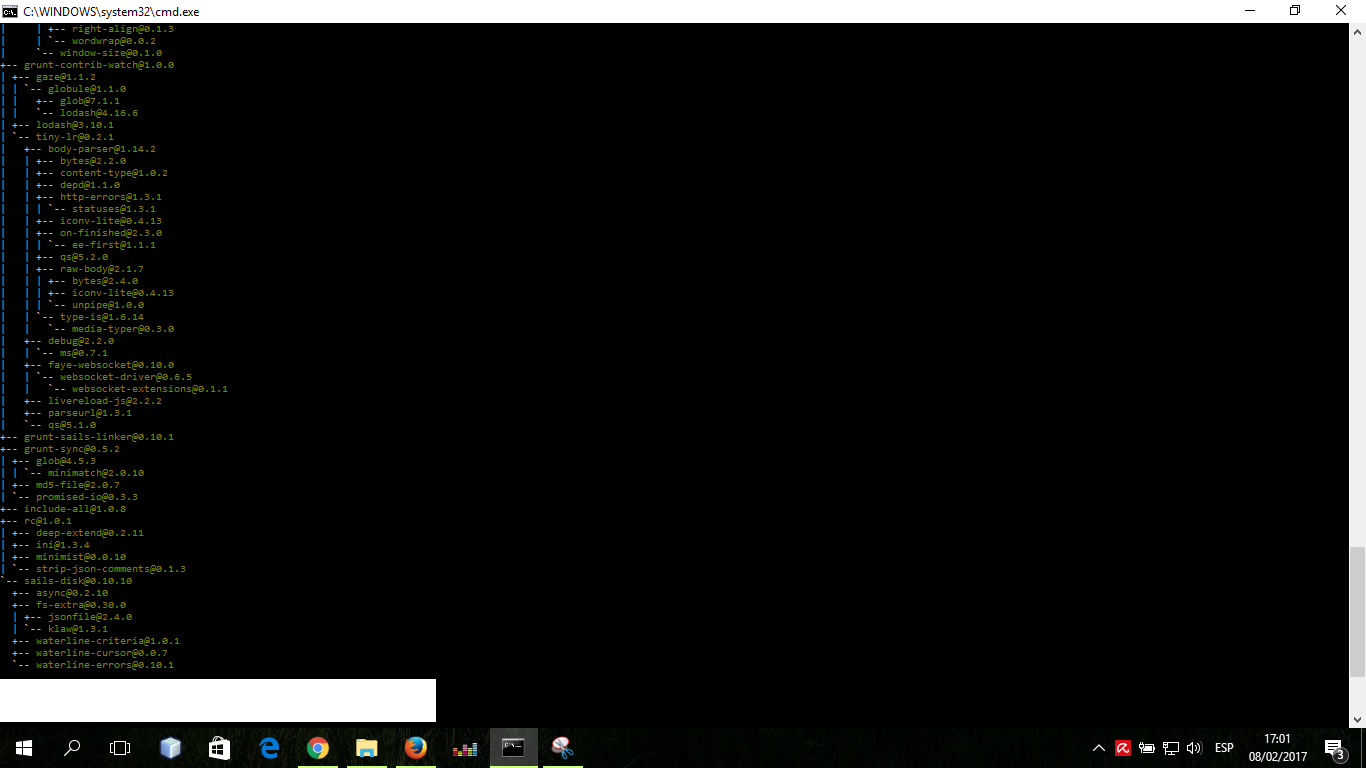 C:\WINDOWS\system32\cmd.exe
|     | +-- right-align@0.1.3
|     | `-- wordwrap@0.0.2
|     `-- window-size@0.1.0
+-- grunt-contrib-watch@1.0.0
| +-- gaze@1.1.2
| | `-- globule@1.1.0
| |   +-- glob@7.1.1
| |   `-- lodash@4.16.6
| +-- lodash@3.10.1
| `-- tiny-lr@0.2.1
|   +-- body-parser@1.14.2
|   | +-- bytes@2.2.0
|   | +-- content-type@1.0.2
|   | +-- depd@1.1.0
|   | +-- http-errors@1.3.1
|   | | `-- statuses@1.3.1
|   | +-- iconv-lite@0.4.13
|   | +-- on-finished@2.3.0
|   | | `-- ee-first@1.1.1
|   | +-- qs@5.2.0
|   | +-- raw-body@2.1.7
|   | | +-- bytes@2.4.0
|   | | +-- iconv-lite@0.4.13
|   | | `-- unpipe@1.0.0
|   | `-- type-is@1.6.14
|   |   `-- media-typer@0.3.0
|   +-- debug@2.2.0
|   | `-- ms@0.7.1
|   +-- faye-websocket@0.10.0
|   | `-- websocket-driver@0.6.5
|   |   `-- websocket-extensions@0.1.1
|   +-- livereload-js@2.2.2
|   +-- parseurl@1.3.1
|   `-- qs@5.1.0
+-- grunt-sails-linker@0.10.1
+-- grunt-sync@0.5.2
| +-- glob@4.5.3
| | `-- minimatch@2.0.10
| +-- md5-file@2.0.7
| `-- promised-io@0.3.3
+-- include-all@1.0.8
+-- rc@1.0.1
| +-- deep-extend@0.2.11
| +-- ini@1.3.4
| +-- minimist@0.0.10
| `-- strip-json-comments@0.1.3
`-- sails-disk@0.10.10
  +-- async@0.2.10
  +-- fs-extra@0.30.0
  | +-- jsonfile@2.4.0
  | `-- klaw@1.3.1
  +-- waterline-criteria@1.0.1
  +-- waterline-cursor@0.0.7
  `-- waterline-errors@0.10.1
ESP
17:01
08/02/2017
3